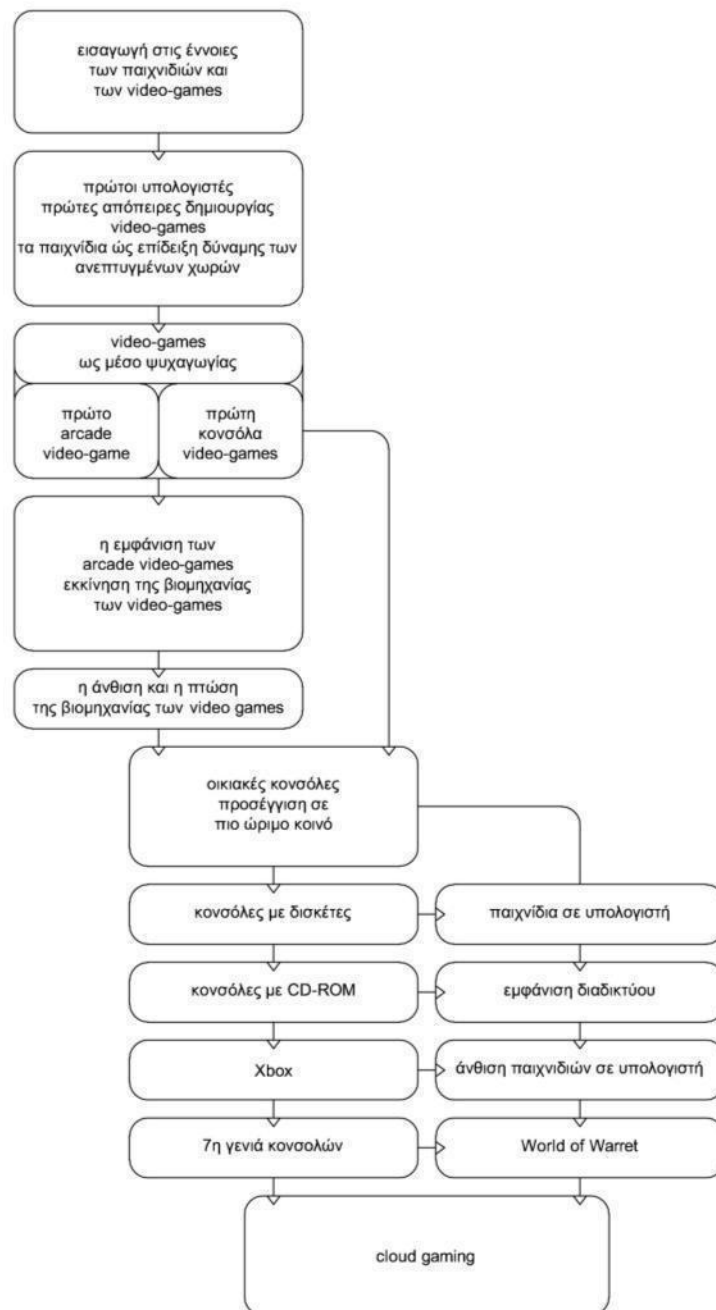 εισαγωγή στις έννοιες
των παιχνιδιών και
των video-games
πρώτοι υπολογιστές
πρώτες απόπειρες δημιουργίας
video-games
τα παιχνίδια ώς επίδειξη δύναμης των
ανεπτυγμένων χωρών
video-games
ως μέσο ψυχαγωγίας
πρώτο
arcade
video-game
πρώτη
κονσόλα
video-games
η εμφάνιση των
arcade video-games
εκκίνηση της βιομηχανίας
των video-games
η άνθιση και η πτώση
της βιομηχανίας των video games
οικιακές κονσόλες
προσέγγιση σε
πιο ώριμο κοινό
κονσόλες με δισκέτες
παιχνίδια σε υπολογιστή
κονσόλες με CD-ROM
εμφάνιση διαδικτύου
Xbox
άνθιση παιχνιδιών σε υπολογιστή
7η γενιά κονσολών
World of Warret
cloud gaming